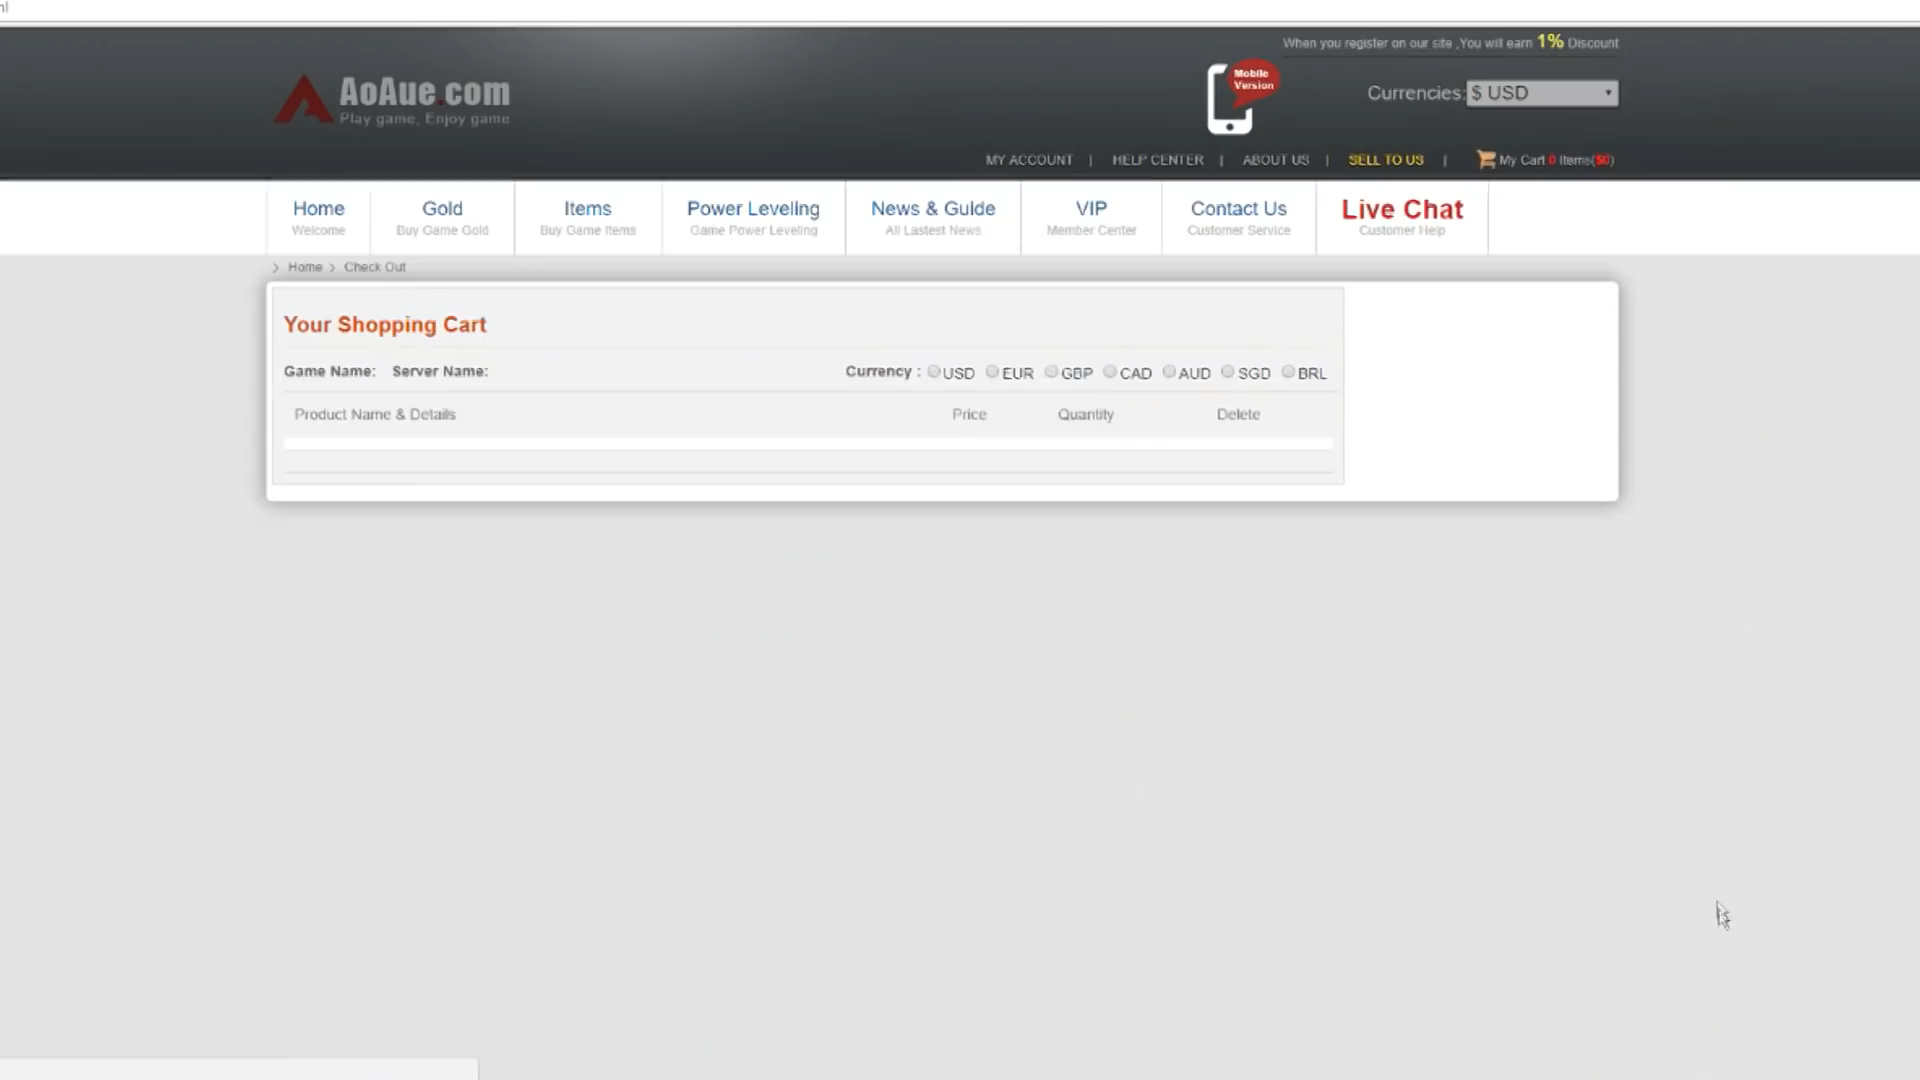 When you register on our site ,You will earn 1% Discount
AoAue.com
Play game, Enjoy game
Mobile Version
Currencies: $ USD
MY ACCOUNT | HELP CENTER | ABOUT US | SELL TO US | My Cart 0 Items($0)
Home Gold Items Power Leveling News & Guide VIP Contact Us Live Chat
Welcome Buy Game Gold Buy Game Items Game Power Leveling All Lastest News Member Center Customer Service Customer Help
> Home > Check Out
Your Shopping Cart
Game Name: Server Name: Currency : USD EUR GBP CAD AUD SGD BRL
Product Name & Details Price Quantity Delete